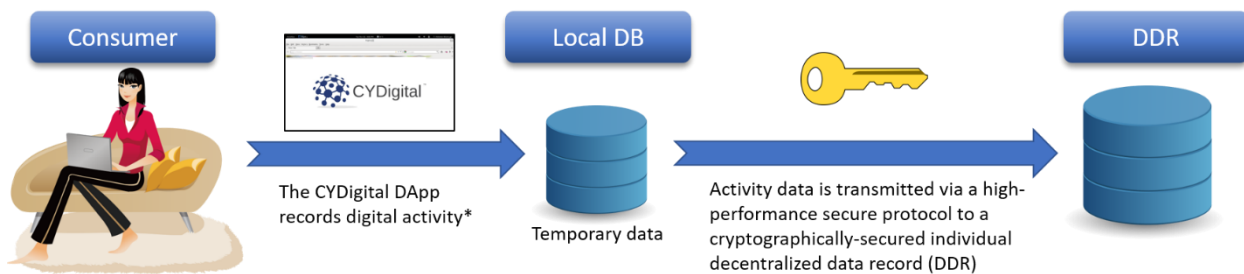 Consumer
Local DB
DDR
CYDigital™
The CYDigital DApp
records digital activity*
Temporary data
Activity data is transmitted via a high-
performance secure protocol to a
cryptographically-secured individual
decentralized data record (DDR)